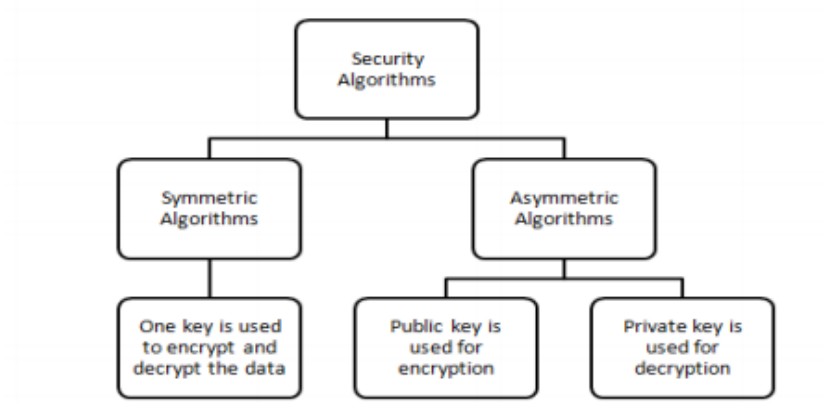 Security
Algorithms
Symmetric
Algorithms
Asymmetric
Algorithms
One key is used
to encrypt and
decrypt the data
Public key is
used for
encryption
Private key is
used for
decryption